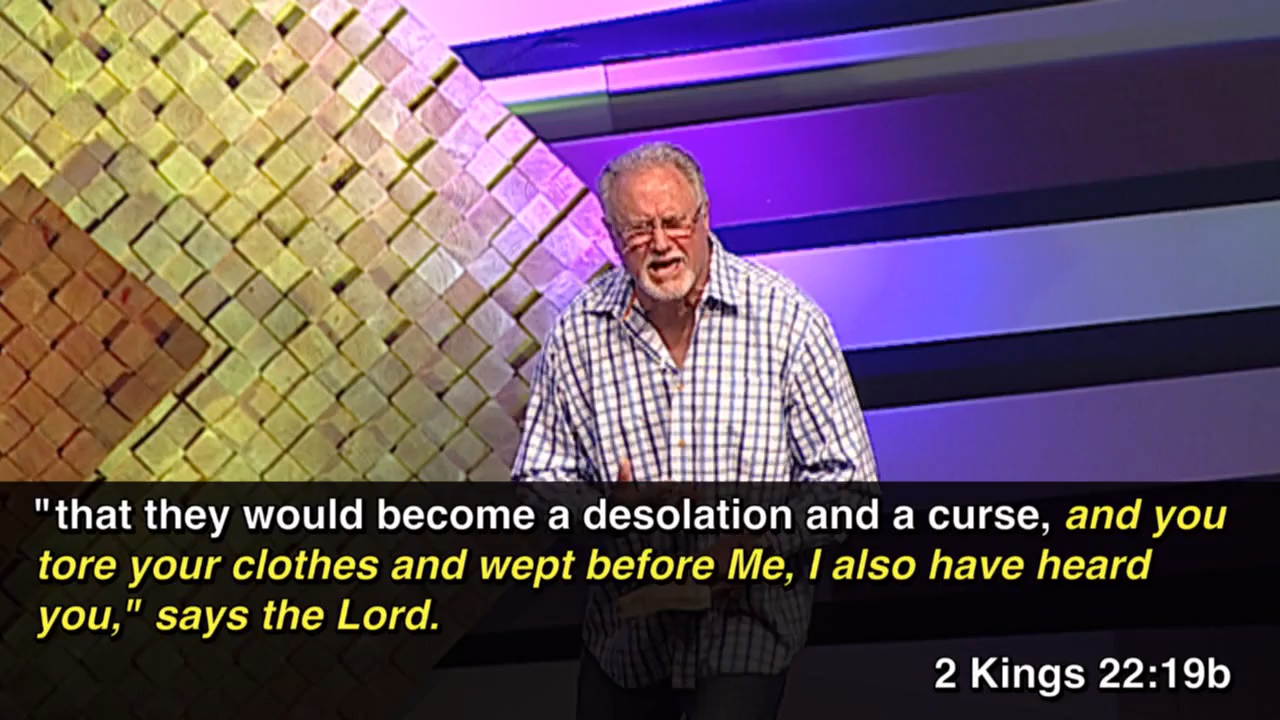 "that they would become a desolation and a curse, and you
tore your clothes and wept before Me, I also have heard
you," says the Lord.
2 Kings 22:19b